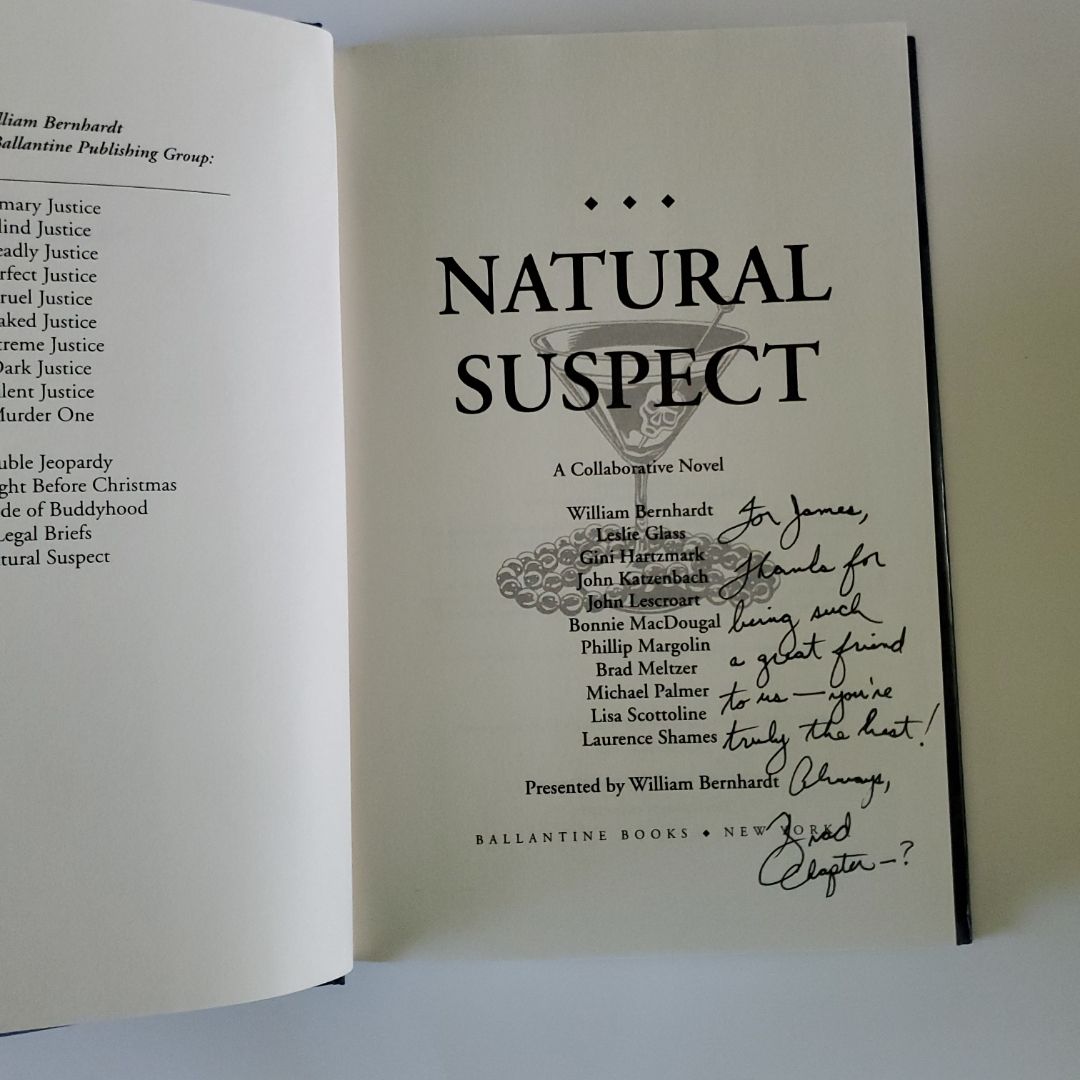 lliam Bernhardt
Ballantine Publishing Group:
mary Justice
lind Justice
eadly Justice
rfect Justice
ruel Justice
aked Justice
treme Justice
Dark Justice
lent Justice
Murder One
uble Jeopardy
ght Before Christmas
de of Buddyhood
Legal Briefs
tural Suspect
NATURAL
SUSPECT
A Collaborative Novel
William Bernhardt
Leslie Glass
Gini Hartzmark
John Katzenbach
John Lescroart
Bonnie MacDougal
Phillip Margolin
Brad Meltzer
Michael Palmer
Lisa Scottoline
Laurence Shames
Presented by William Bernhardt
BALLANTINE BOOKS ◆ NEW YORK
For James,
Thanks for
being such
a great friend
to us — you're
truly the best!
Always,
Brad
Chapter — ?